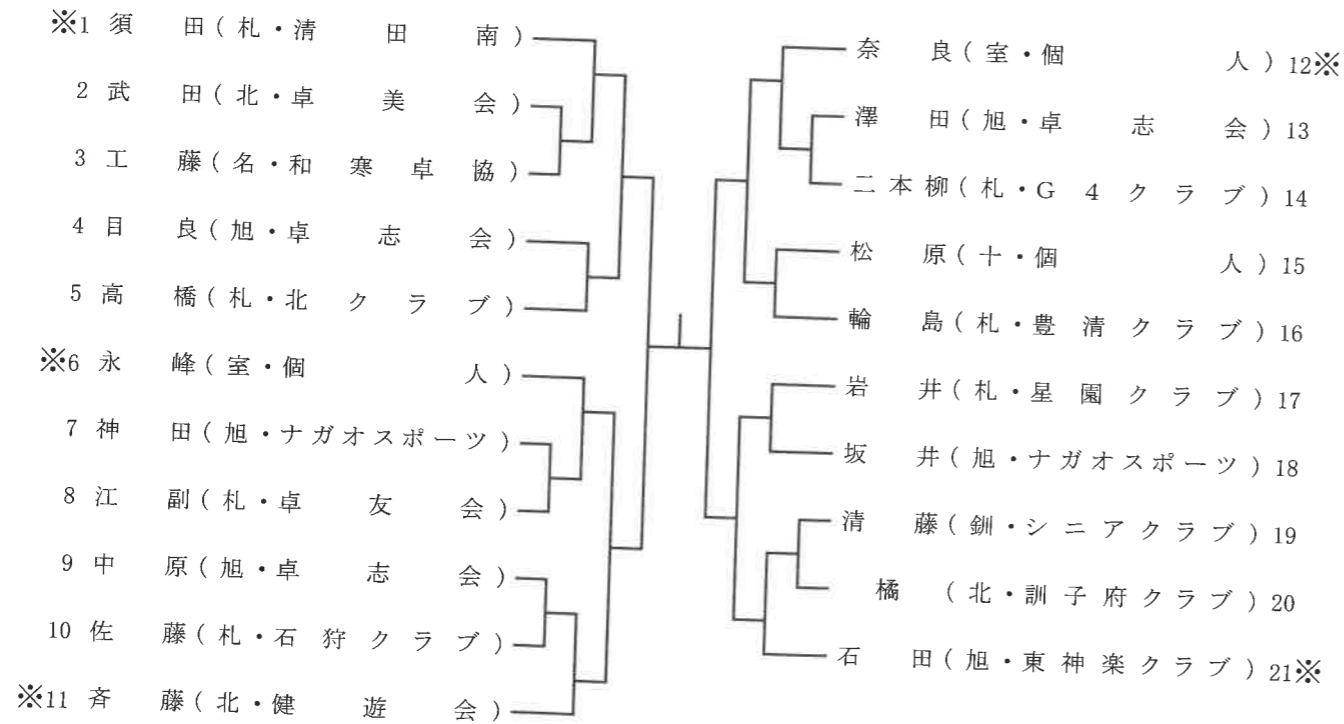 ※1 須田(札・清田南)
2 武田(北・卓美会)
3 工藤(名・和寒卓協)
4 目良(旭・卓志会)
5 高橋(札・北クラブ)
※6 永峰(室・個人)
7 神田(旭・ナガオスポーツ)
8 江副(札・卓友会)
9 中原(旭・卓志会)
10 佐藤(札・石狩クラブ)
※11 斉藤(北・健遊会)
奈良(室・個人)12※
澤田(旭・卓志会)13
二本柳(札・G4クラブ)14
松原(十・個人)15
輪島(札・豊清クラブ)16
岩井(札・星園クラブ)17
坂井(旭・ナガオスポーツ)18
清藤(釧・シニアクラブ)19
橘(北・訓子府クラブ)20
石田(旭・東神楽クラブ)21※